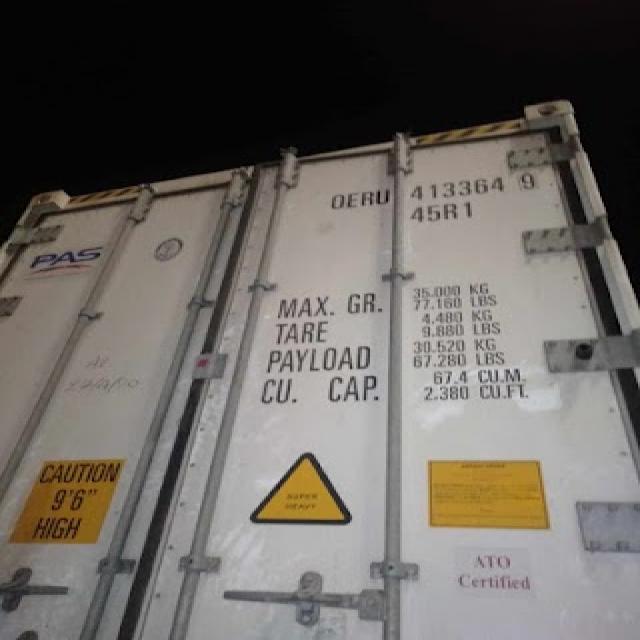 OERU 413364 9
45R1
PAS
MAX. GR. 35.000 KG
77.160 LBS
TARE 4.480 KG
9.880 LBS
PAYLOAD 30.520 KG
67.280 LBS
CU. CAP. 67.4 CU.M.
2.380 CU.FT.
CAUTION
9'6"
HIGH
SUPER
HEAVY
ATO
Certified